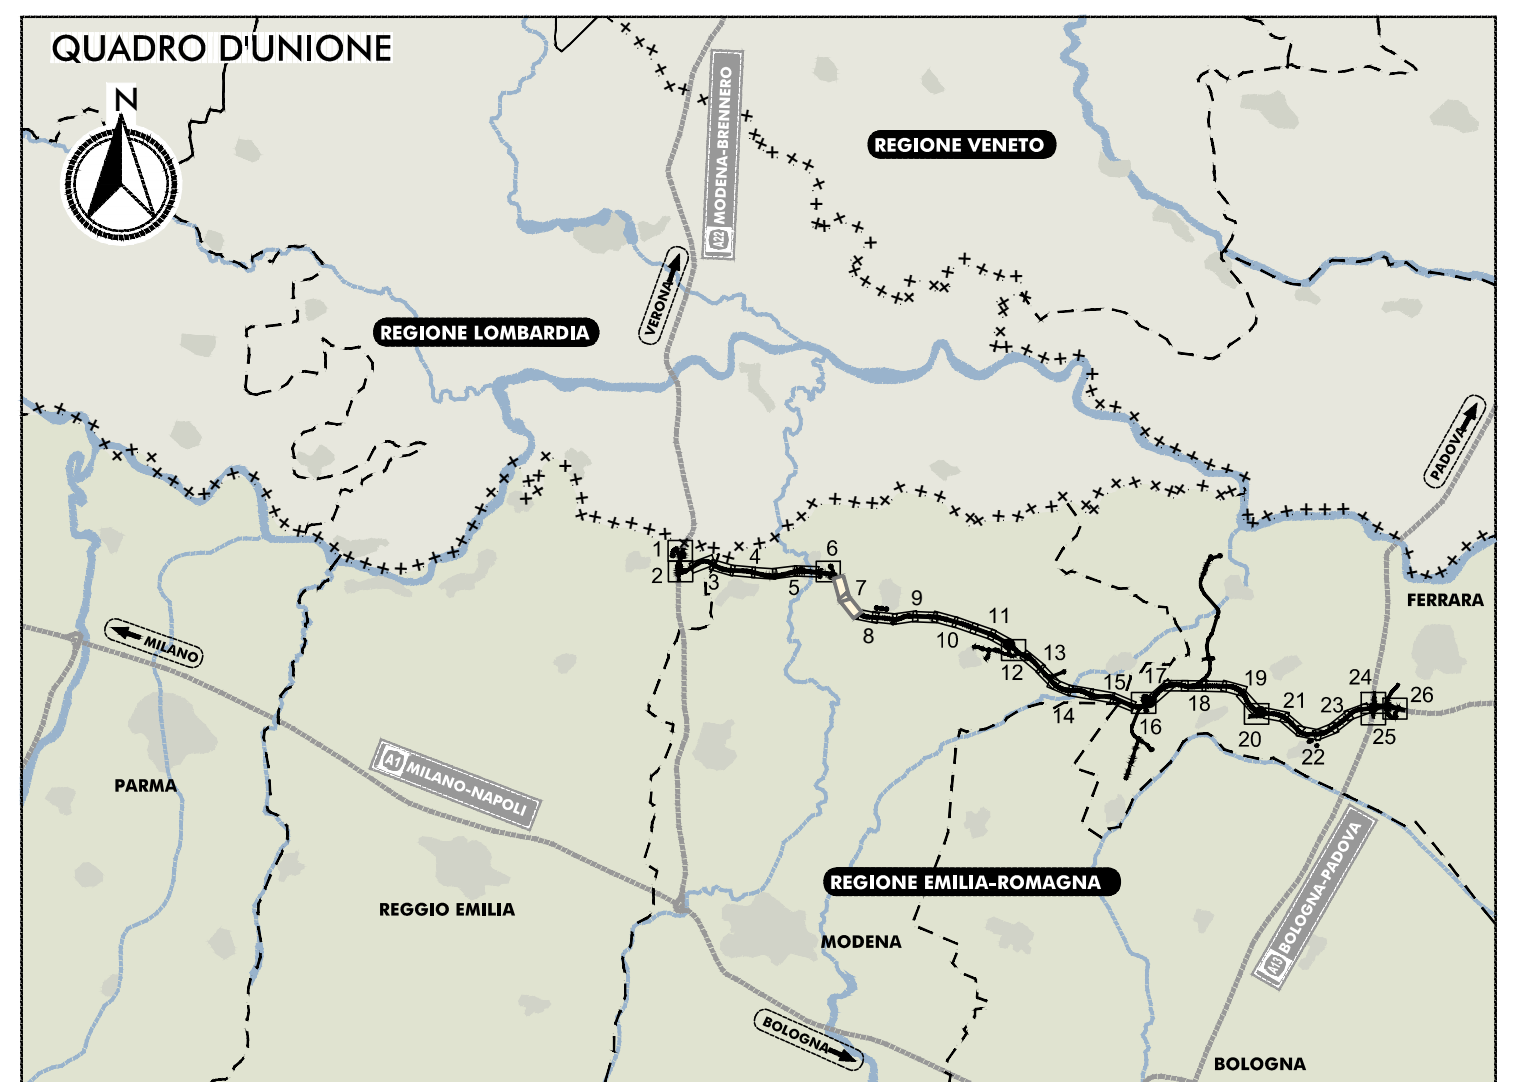 QUADRO D'UNIONE
N
A22 MODENA-BRENNERO
REGIONE VENETO
VERONA
REGIONE LOMBARDIA
PADOVA
1
2
3
4
5
6
7
8
9
10
11
12
13
14
15
16
17
18
19
20
21
22
23
24
25
26
FERRARA
MILANO
A1 MILANO-NAPOLI
PARMA
REGGIO EMILIA
REGIONE EMILIA-ROMAGNA
MODENA
A13 BOLOGNA-PADOVA
BOLOGNA
BOLOGNA